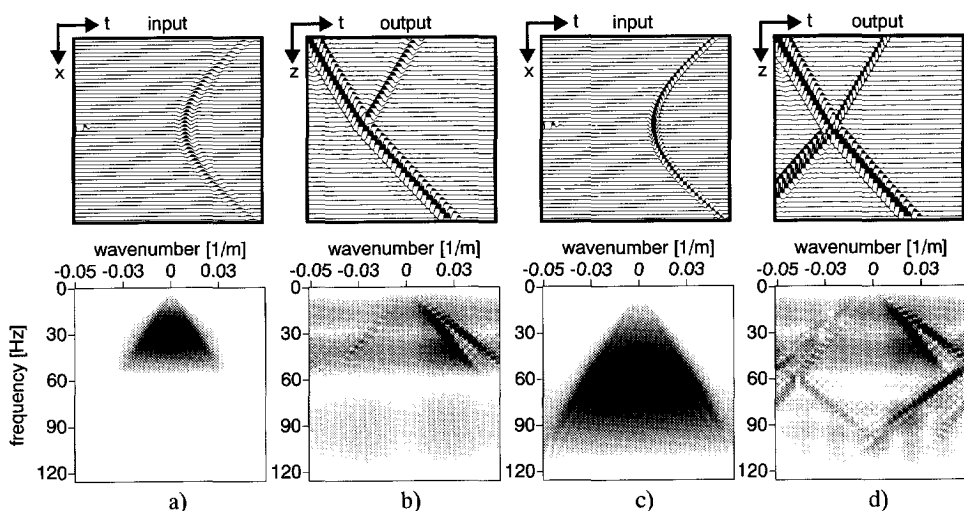 t input
x
t output
z
t input
x
t output
z
wavenumber [1/m]
-0.05 -0.03 0 0.03
wavenumber [1/m]
-0.05 -0.03 0 0.03
wavenumber [1/m]
-0.05 -0.03 0 0.03
wavenumber [1/m]
-0.05 -0.03 0 0.03
frequency [Hz]
0
30
60
90
120
0
30
60
90
120
0
30
60
90
120
0
30
60
90
120
a)
b)
c)
d)